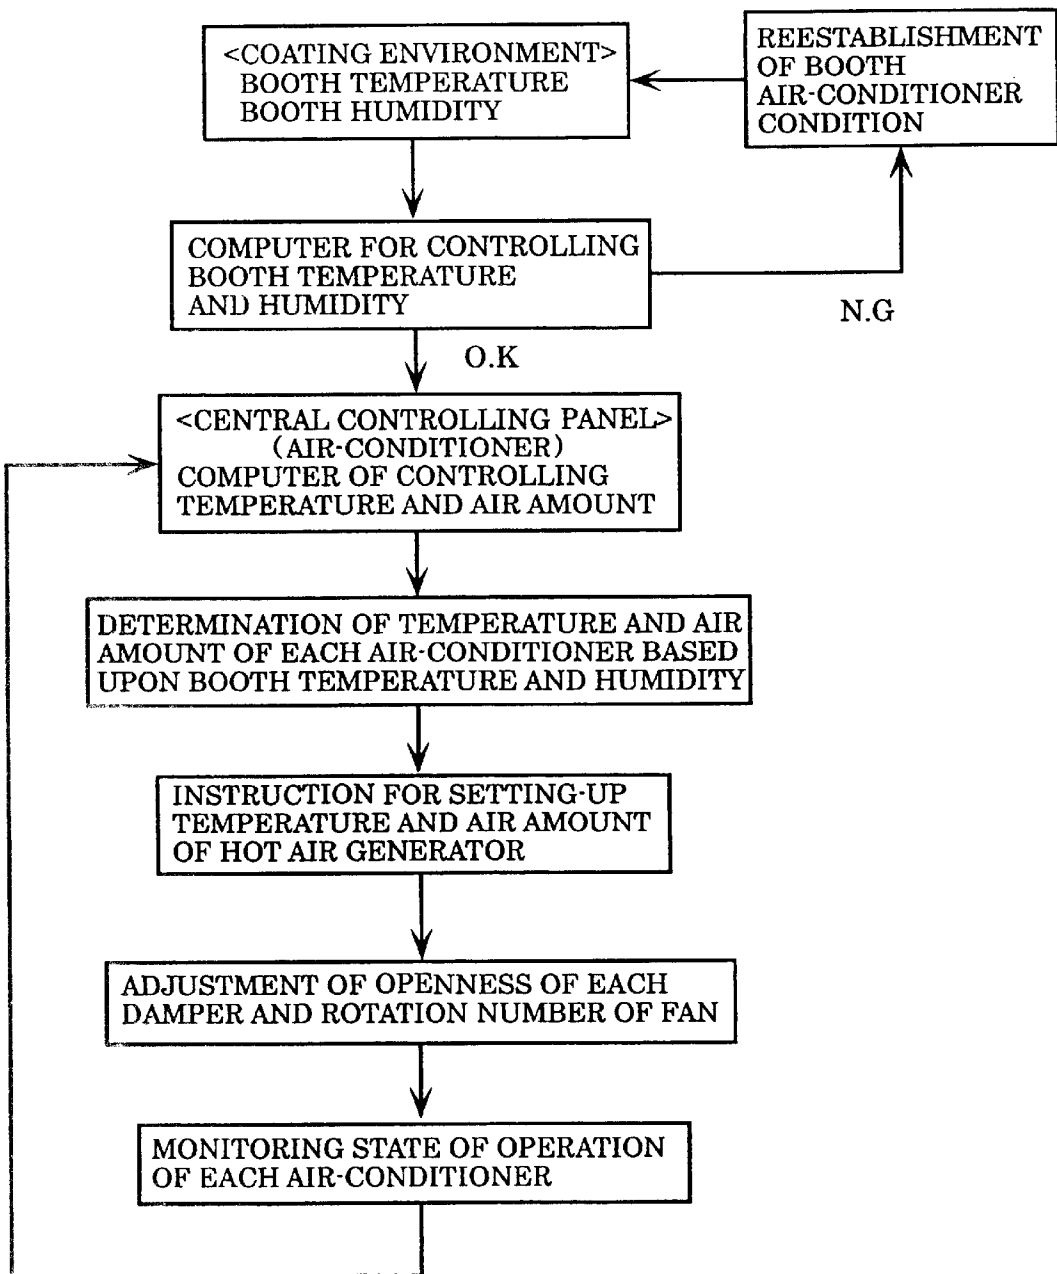 <COATING ENVIRONMENT>
BOOTH TEMPERATURE
BOOTH HUMIDITY
REESTABLISHMENT
OF BOOTH
AIR-CONDITIONER
CONDITION
COMPUTER FOR CONTROLLING
BOOTH TEMPERATURE
AND HUMIDITY
N.G
O.K
<CENTRAL CONTROLLING PANEL>
(AIR-CONDITIONER)
COMPUTER OF CONTROLLING
TEMPERATURE AND AIR AMOUNT
DETERMINATION OF TEMPERATURE AND AIR
AMOUNT OF EACH AIR-CONDITIONER BASED
UPON BOOTH TEMPERATURE AND HUMIDITY
INSTRUCTION FOR SETTING-UP
TEMPERATURE AND AIR AMOUNT
OF HOT AIR GENERATOR
ADJUSTMENT OF OPENNESS OF EACH
DAMPER AND ROTATION NUMBER OF FAN
MONITORING STATE OF OPERATION
OF EACH AIR-CONDITIONER